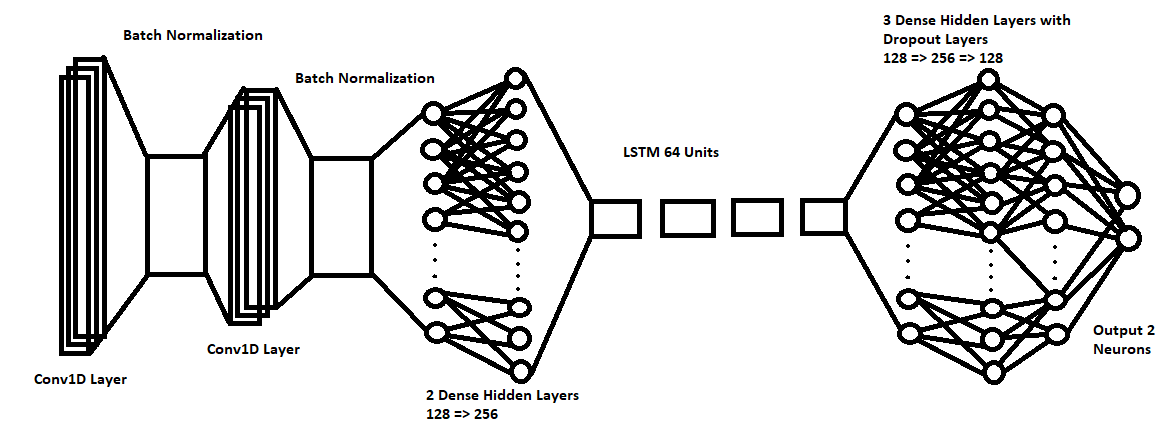 Batch Normalization
Conv1D Layer
Batch Normalization
Conv1D Layer
2 Dense Hidden Layers
128 => 256
LSTM 64 Units
3 Dense Hidden Layers with
Dropout Layers
128 => 256 => 128
Output 2
Neurons